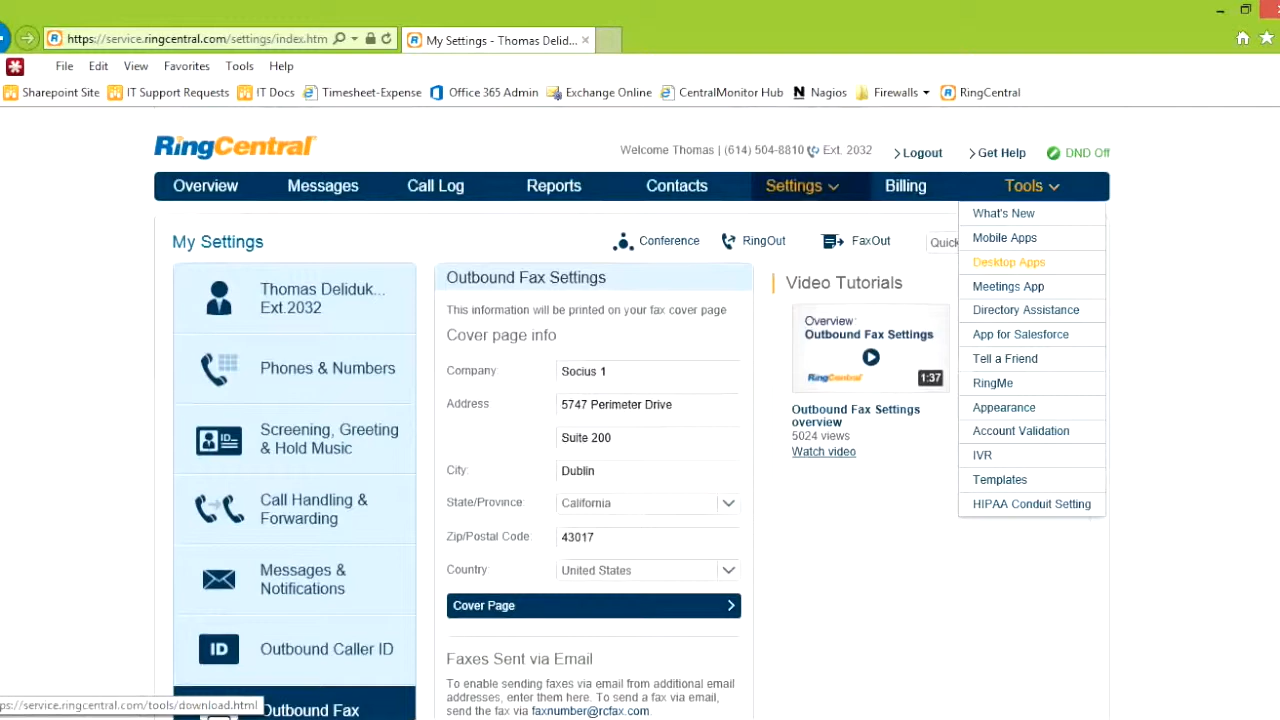 https://service.ringcentral.com/settings/index.htm
My Settings - Thomas Delid...
File Edit View Favorites Tools Help
Sharepoint Site IT Support Requests IT Docs Timesheet-Expense Office 365 Admin Exchange Online CentralMonitor Hub Nagios Firewalls RingCentral
RingCentral
Welcome Thomas | (614) 504-8810 Ext. 2032 Logout Get Help DND Off
Overview Messages Call Log Reports Contacts Settings Billing Tools
What's New
Mobile Apps
Desktop Apps
Meetings App
Directory Assistance
App for Salesforce
Tell a Friend
RingMe
Appearance
Account Validation
IVR
Templates
HIPAA Conduit Setting
My Settings
Conference RingOut FaxOut Quick
Thomas Deliduk...
Ext.2032
Phones & Numbers
Screening, Greeting
& Hold Music
Call Handling &
Forwarding
Messages &
Notifications
ID
Outbound Caller ID
Outbound Fax
Outbound Fax Settings
This information will be printed on your fax cover page
Cover page info
Company: Socius 1
Address 5747 Perimeter Drive
Suite 200
City: Dublin
State/Province: California
Zip/Postal Code: 43017
Country: United States
Cover Page
Faxes Sent via Email
To enable sending faxes via email from additional email
addresses, enter them here. To send a fax via email,
send the fax via faxnumber@rcfax.com.
Video Tutorials
Overview:
Outbound Fax Settings
RingCentral
1:37
Outbound Fax Settings
overview
5024 views
Watch video
ps://service.ringcentral.com/tools/download.html